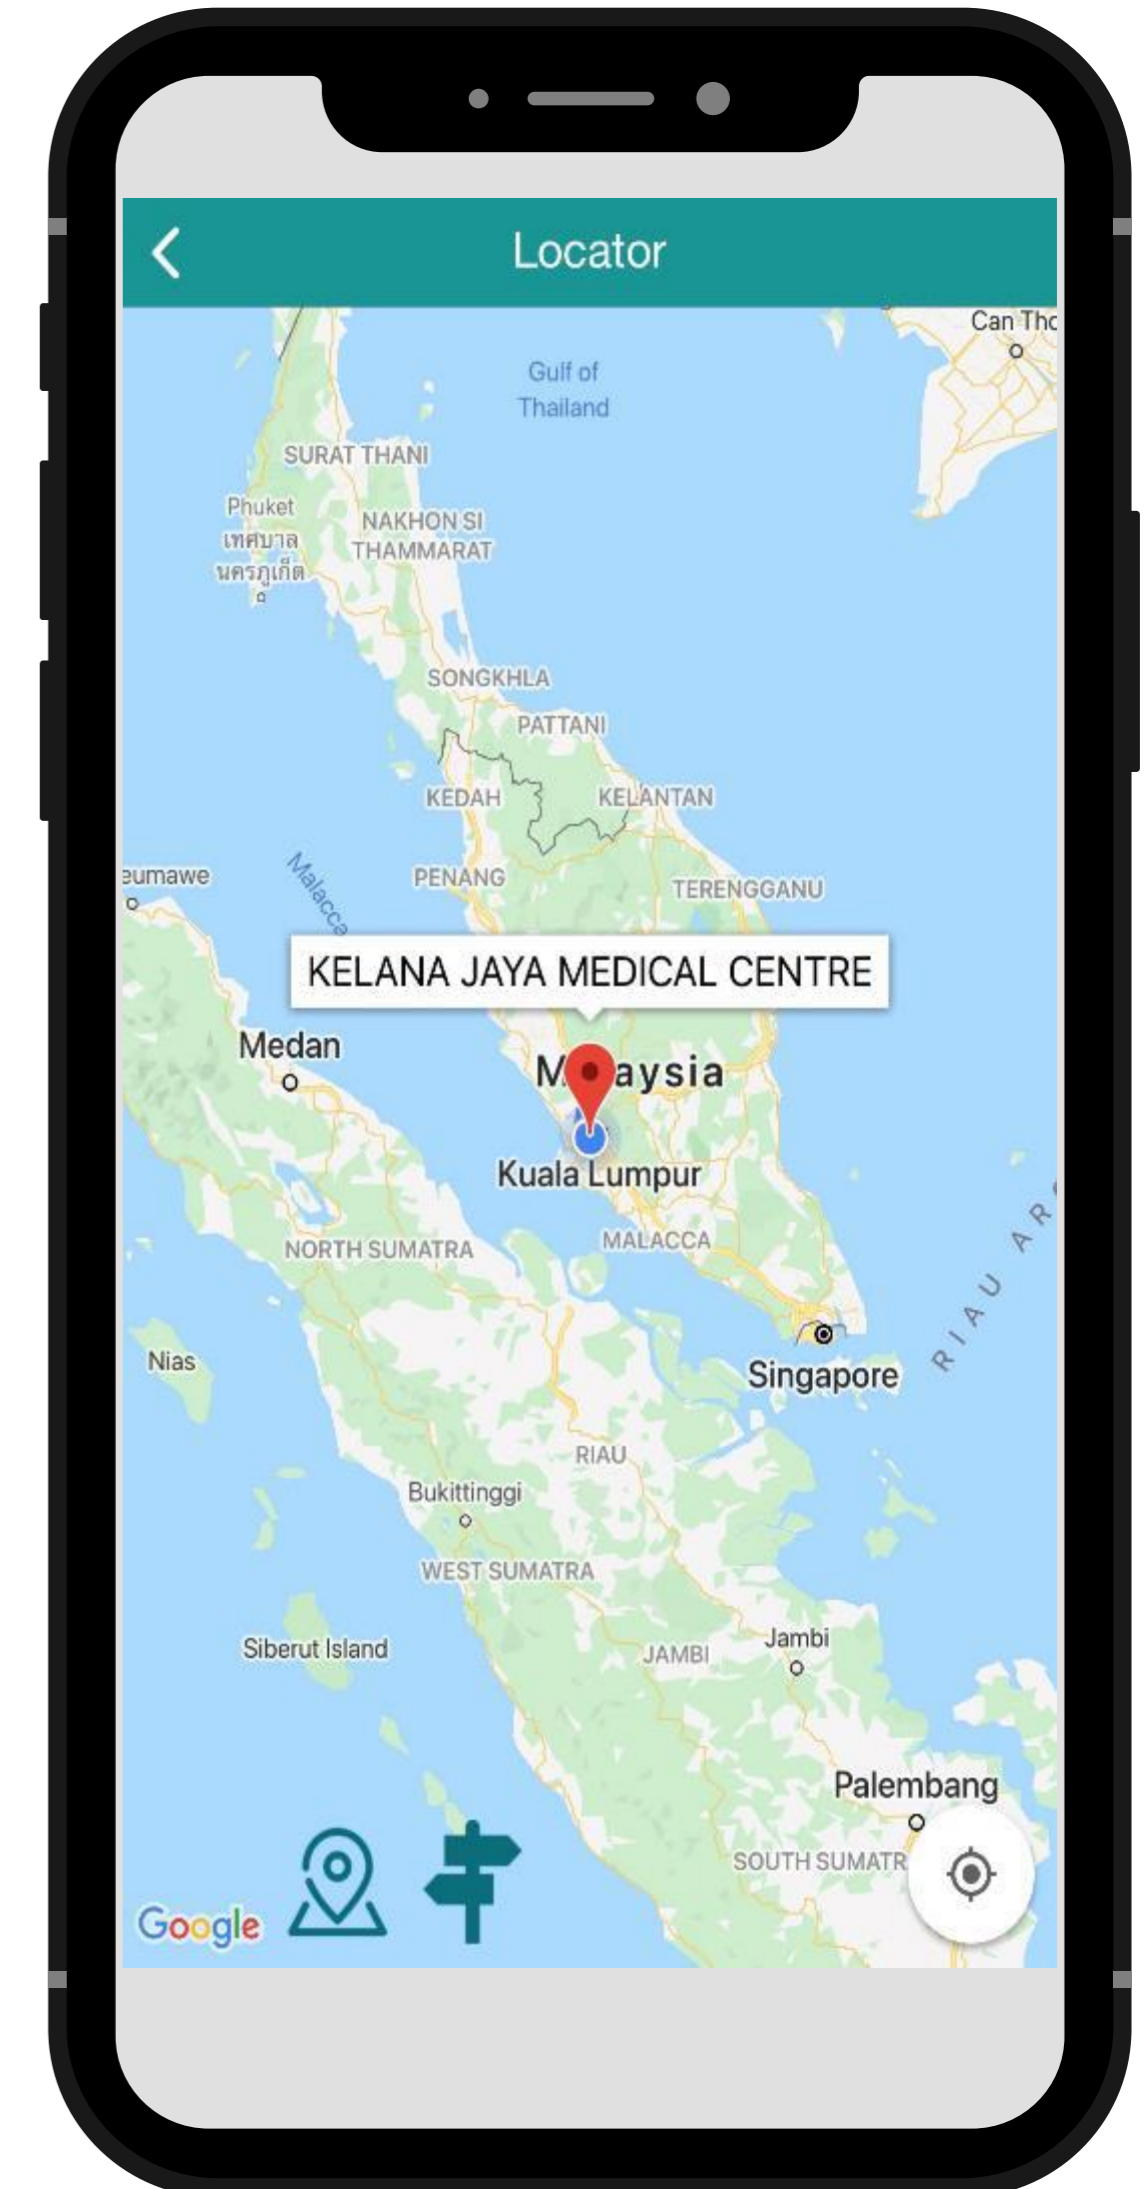 Locator
Can Tho
Gulf of
Thailand
SURAT THANI
Phuket
เทศบาล
นครภูเก็ต
NAKHON SI
THAMMARAT
SONGKHLA
PATTANI
KEDAH
KELANTAN
eumawe
Malacca
PENANG
TERENGGANU
KELANA JAYA MEDICAL CENTRE
Medan
M aysia
Kuala Lumpur
NORTH SUMATRA
MALACCA
RIAU AR
Nias
Singapore
RIAU
Bukittinggi
WEST SUMATRA
Siberut Island
JAMBI
Jambi
Palembang
SOUTH SUMATR
Google